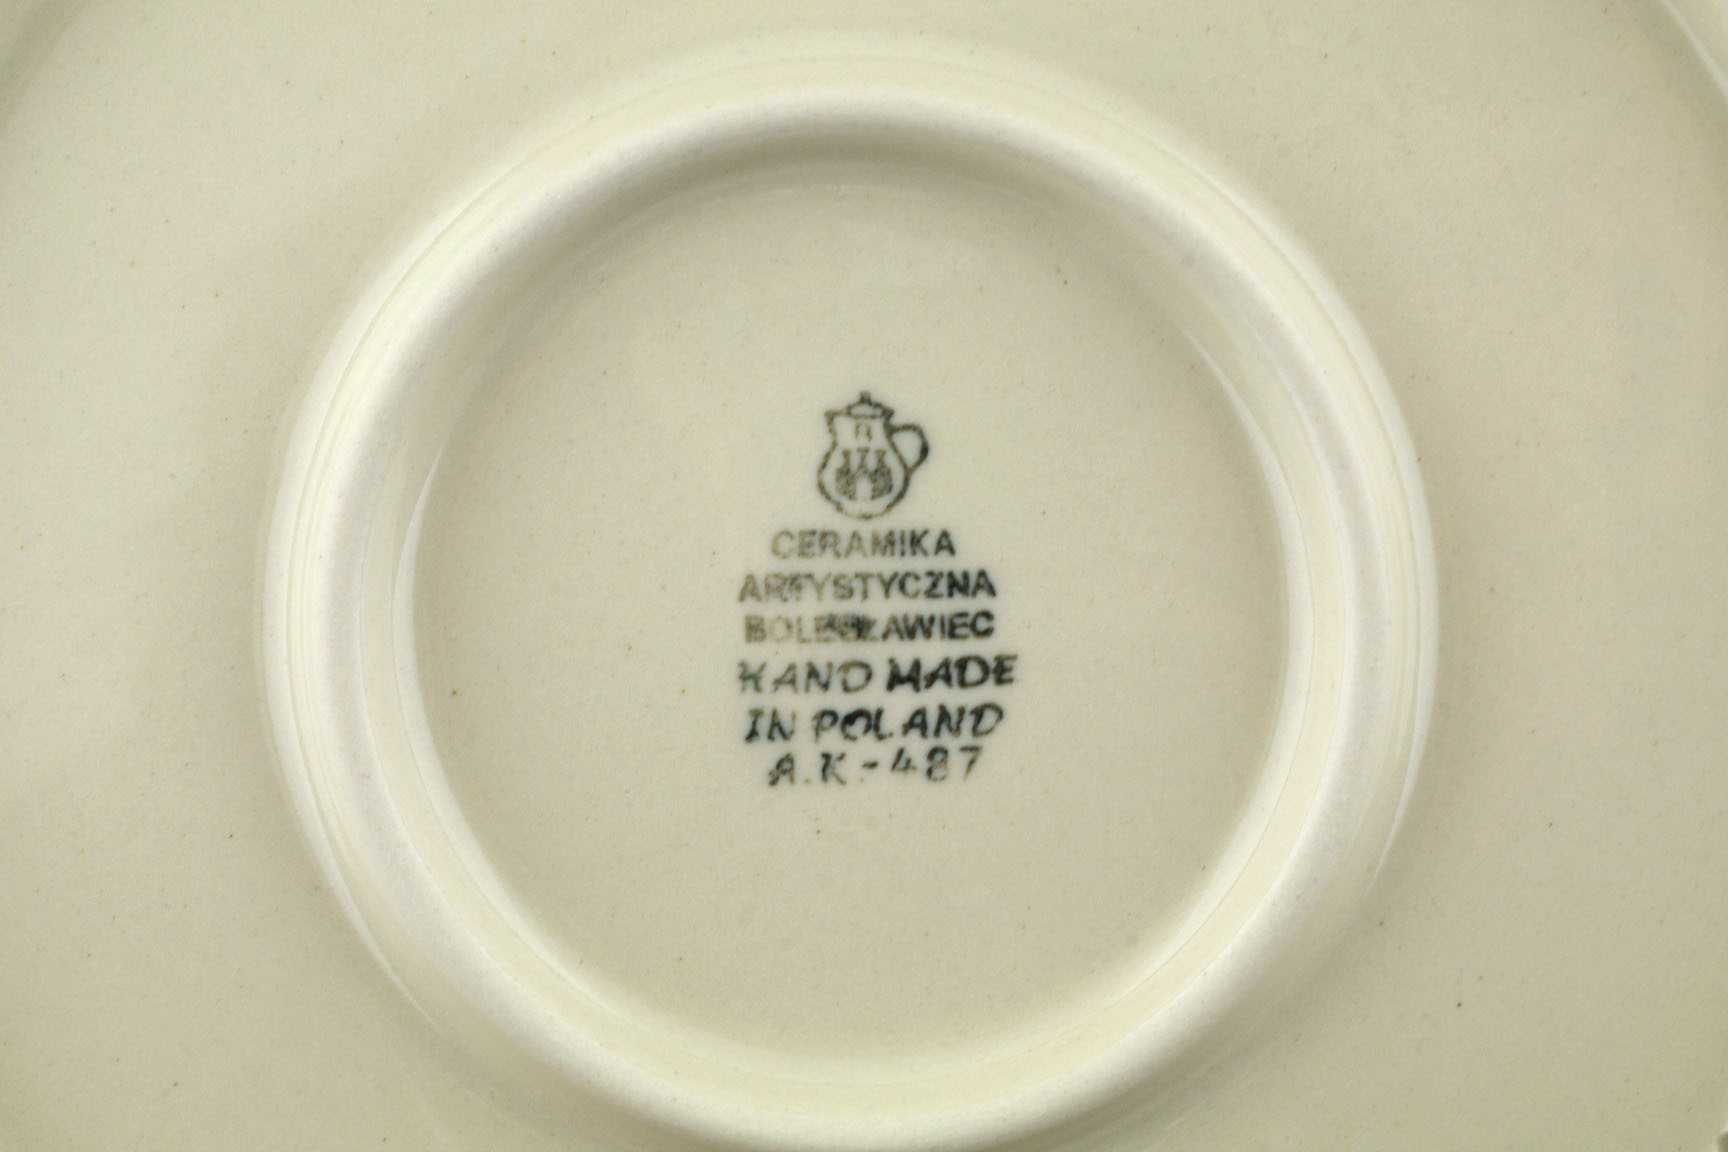 R
CERAMIKA
ARTYSTYCZNA
BOLESŁAWIEC
HAND MADE
IN POLAND
A.K-487